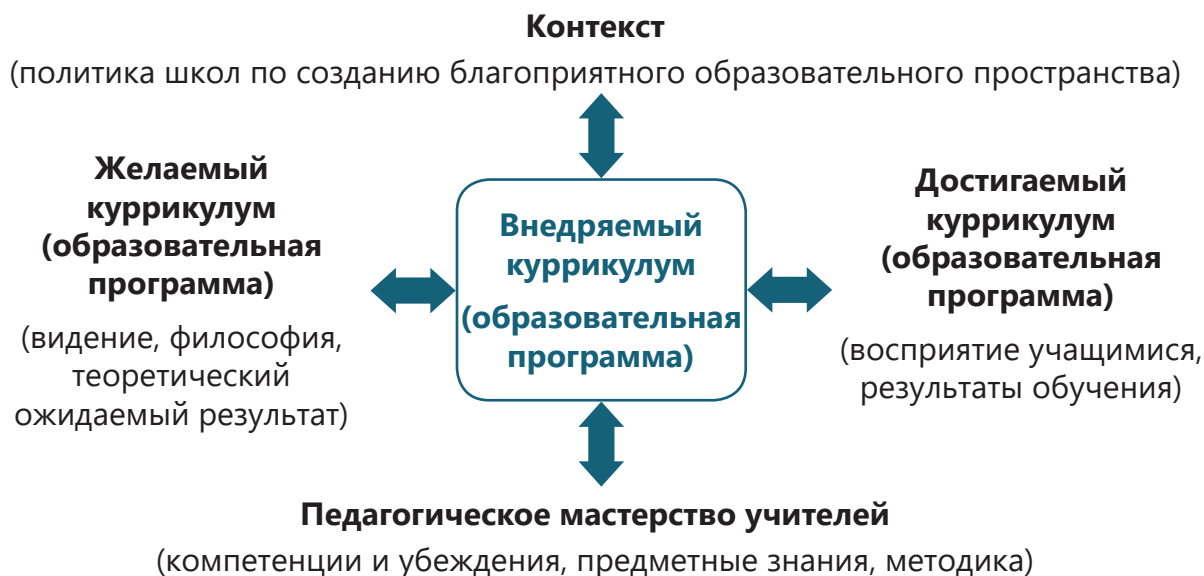 Контекст
(политика школ по созданию благоприятного образовательного пространства)
Желаемый
куррикулум
(образовательная
программа)
(видение, философия,
теоретический
ожидаемый результат)
Внедряемый
куррикулум
(образовательная
программа)
Достигаемый
куррикулум
(образовательная
программа)
(восприятие учащимися,
результаты обучения)
Педагогическое мастерство учителей
(компетенции и убеждения, предметные знания, методика)